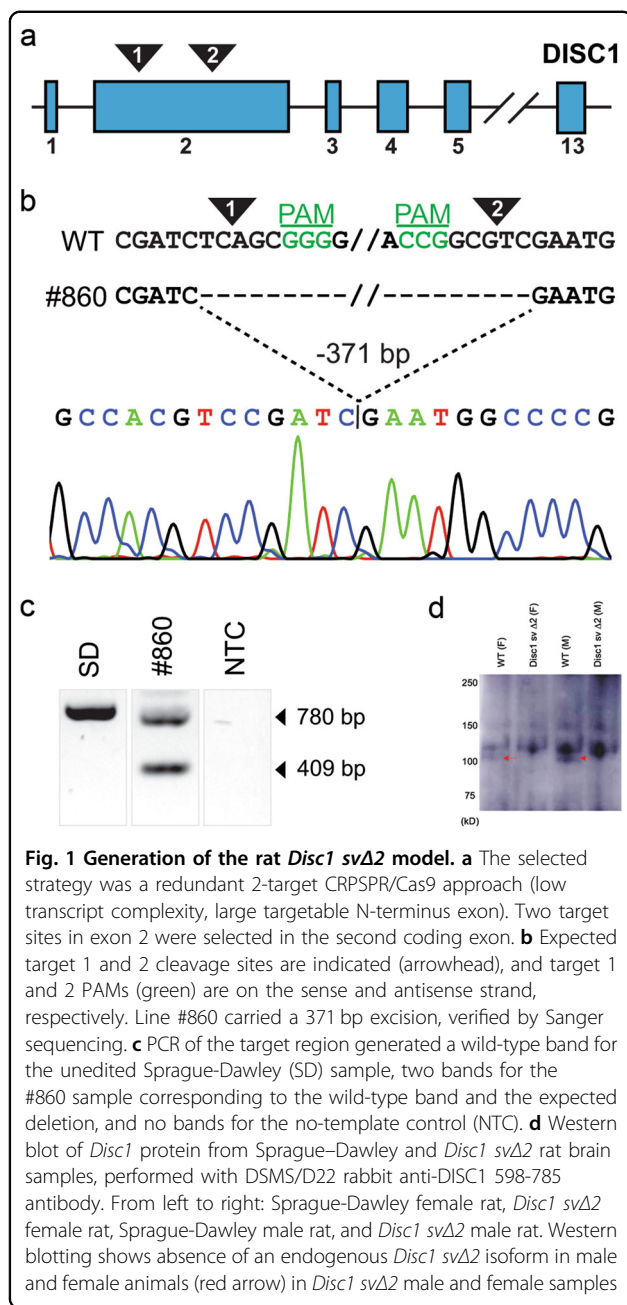 a
1 2 DISC1
1 2 3 4 5 // 13
b
1 PAM PAM 2
WT CGATCTCAGCGGGG//ACCGGCGTCGAATG
#860 CGATC------//------GAATG
-371 bp
GCCACGTCCGATC|GAATGGCCCCG
c
SD #860 NTC
780 bp
409 bp
d
WT (F) Disc1 sv Δ2 (F) WT (M) Disc1 sv Δ2 (M)
250
150
100
75
(kD)
Fig. 1 Generation of the rat Disc1 svΔ2 model. a The selected
strategy was a redundant 2-target CRPSPR/Cas9 approach (low
transcript complexity, large targetable N-terminus exon). Two target
sites in exon 2 were selected in the second coding exon. b Expected
target 1 and 2 cleavage sites are indicated (arrowhead), and target 1
and 2 PAMs (green) are on the sense and antisense strand,
respectively. Line #860 carried a 371 bp excision, verified by Sanger
sequencing. c PCR of the target region generated a wild-type band for
the unedited Sprague-Dawley (SD) sample, two bands for the
#860 sample corresponding to the wild-type band and the expected
deletion, and no bands for the no-template control (NTC). d Western
blot of Disc1 protein from Sprague–Dawley and Disc1 svΔ2 rat brain
samples, performed with DSMS/D22 rabbit anti-DISC1 598-785
antibody. From left to right: Sprague-Dawley female rat, Disc1 svΔ2
female rat, Sprague-Dawley male rat, and Disc1 svΔ2 male rat. Western
blotting shows absence of an endogenous Disc1 svΔ2 isoform in male
and female animals (red arrow) in Disc1 svΔ2 male and female samples